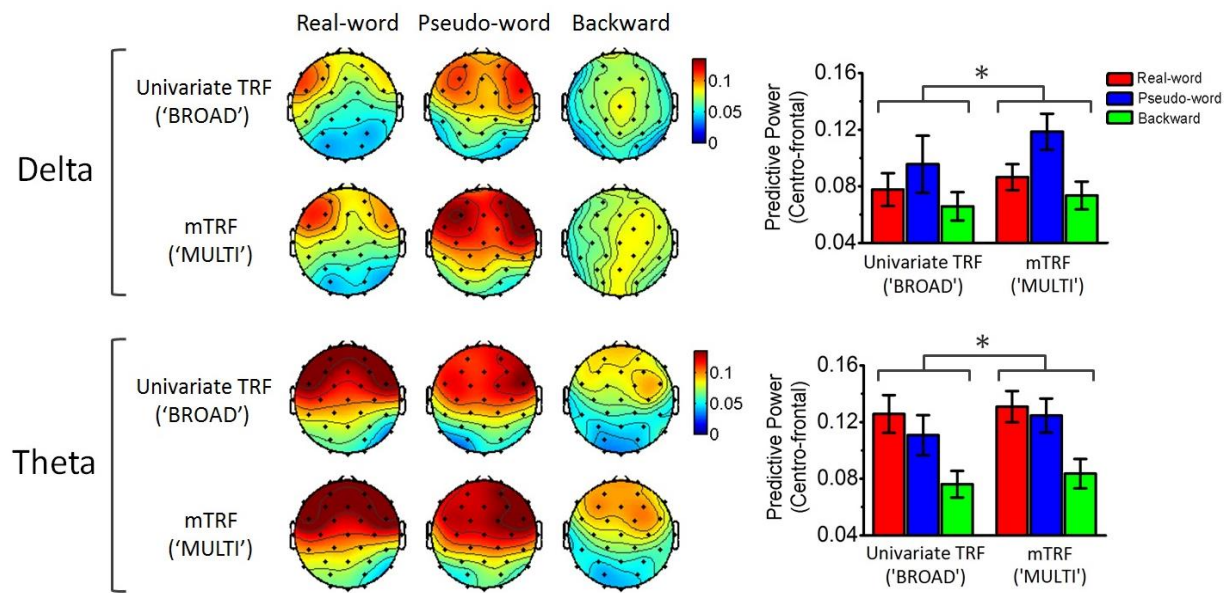 Real-word Pseudo-word Backward
Delta
Univariate TRF
('BROAD')
0.1
0.05
0
mTRF
('MULTI')
Predictive Power
(Centro-frontal)
0.16
0.12
0.08
0.04
*
Real-word
Pseudo-word
Backward
Univariate TRF
('BROAD')
mTRF
('MULTI')
Theta
Univariate TRF
('BROAD')
0.1
0.05
0
mTRF
('MULTI')
Predictive Power
(Centro-frontal)
0.16
0.12
0.08
0.04
*
Univariate TRF
('BROAD')
mTRF
('MULTI')